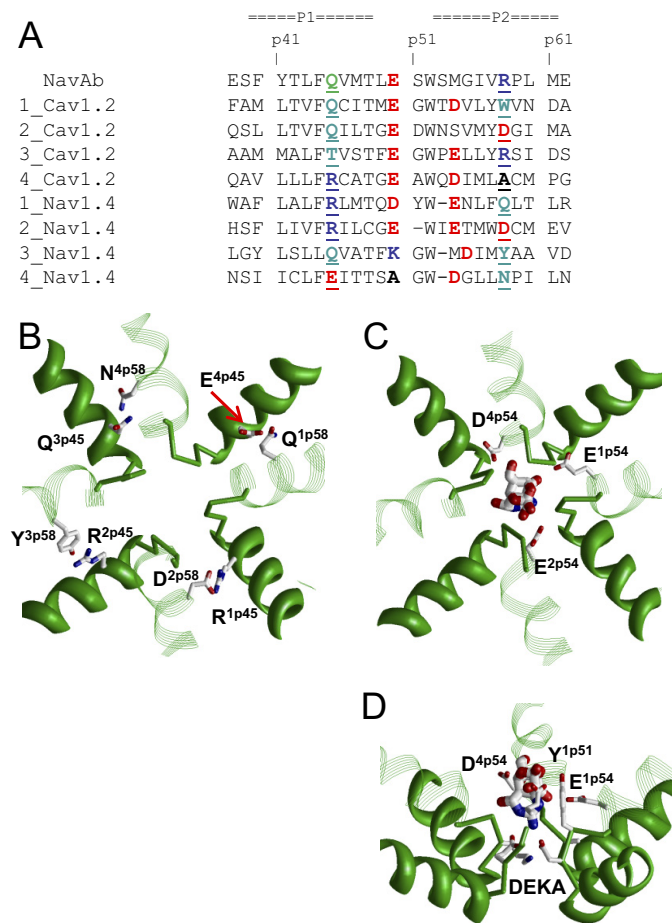 =====P1====== =====P2=====
A
p41 p51 p61
| | |
NavAb ESF YTLFQVMTLE SWSMGIVRPL ME
1_Cav1.2 FAM LTVFQCITME GWTDVLYWVN DA
2_Cav1.2 QSL LTVFQILTGE DWNSVMYDGI MA
3_Cav1.2 AAM MALFTVSTFE GWPELLYRSI DS
4_Cav1.2 QAV LLLFRCATGE AWQDIMLACM PG
1_Nav1.4 WAF LALFRLMTQD YW-ENLFQLT LR
2_Nav1.4 HSF LIVFRILCGE -WIETMWDCM EV
3_Nav1.4 LGY LSLLQVATFK GW-MDIMYAA VD
4_Nav1.4 NSI ICLFEITTSA GW-DGLLNPI LN
B
C
N4p58
E4p45
Q3p45
Q1p58
Y3p58
R2p45
D2p58
R1p45
D4p54
E1p54
E2p54
D
D4p54
Y1p51
E1p54
DEKA